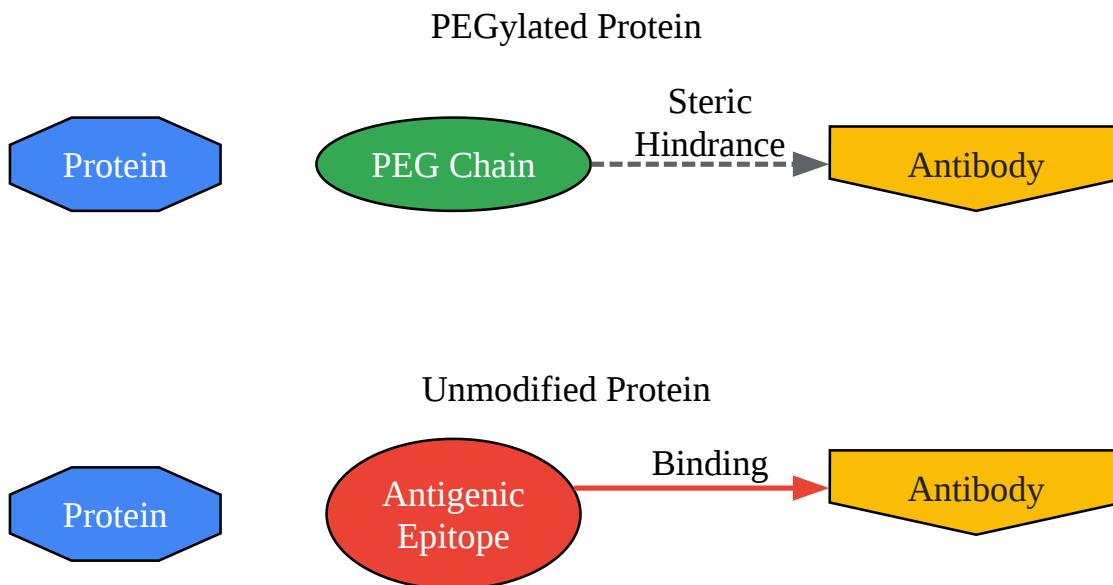 PEGylated Protein
Steric
Hindrance
Protein
PEG Chain
Antibody
Unmodified Protein
Binding
Protein
Antigenic
Epitope
Antibody